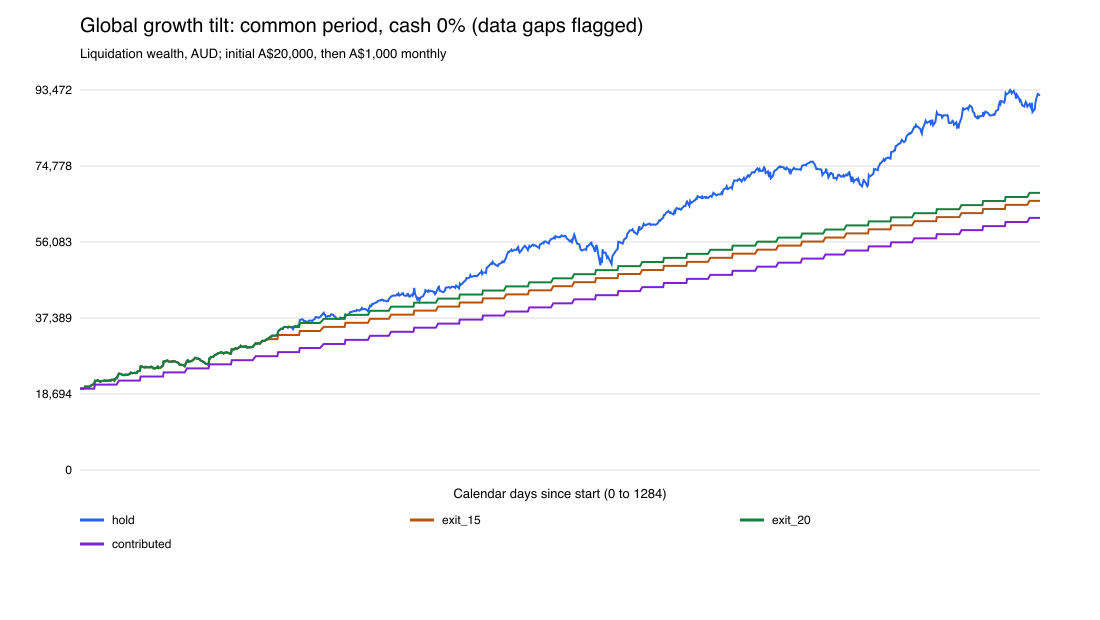 Global growth tilt: common period, cash 0% (data gaps flagged)
Liquidation wealth, AUD; initial A$20,000, then A$1,000 monthly
93,472
74,778
56,083
37,389
18,694
0
Calendar days since start (0 to 1284)
hold
exit_15
exit_20
contributed